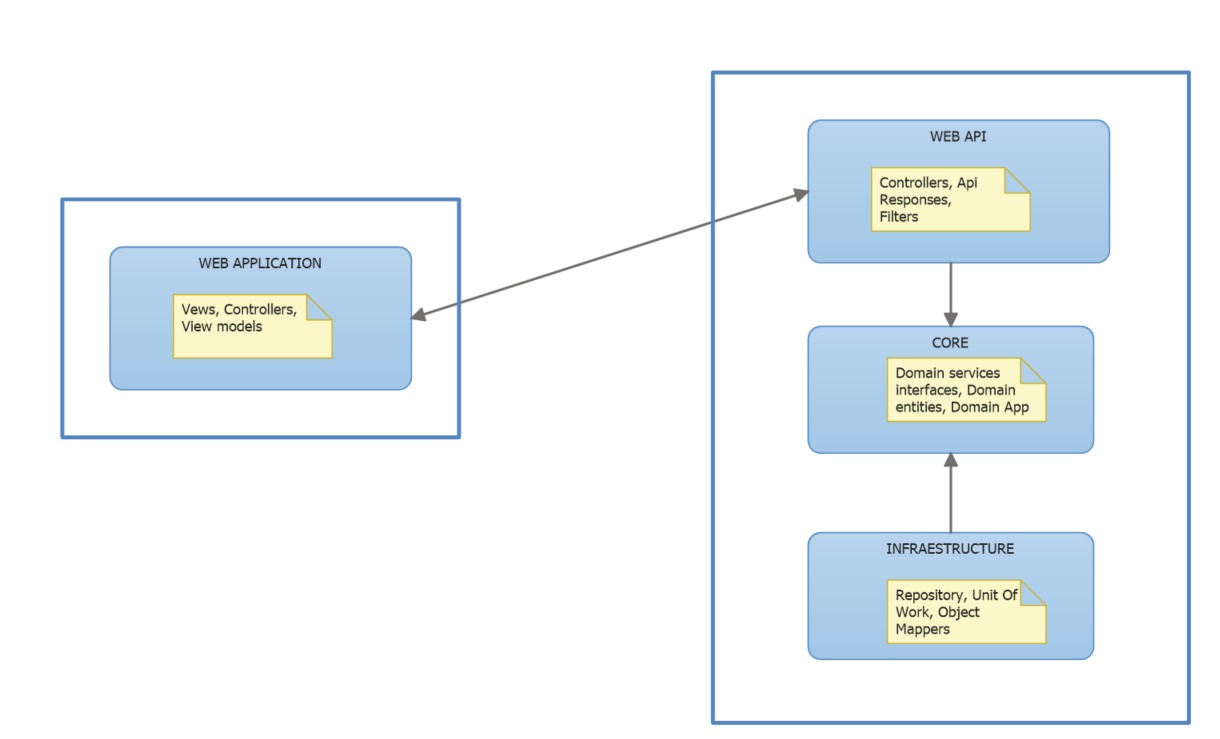 WEB APPLICATION
Vews, Controllers,
View models
WEB API
Controllers, Api
Responses,
Filters
CORE
Domain services
interfaces, Domain
entities, Domain App
INFRAESTRUCTURE
Repository, Unit Of
Work, Object
Mappers